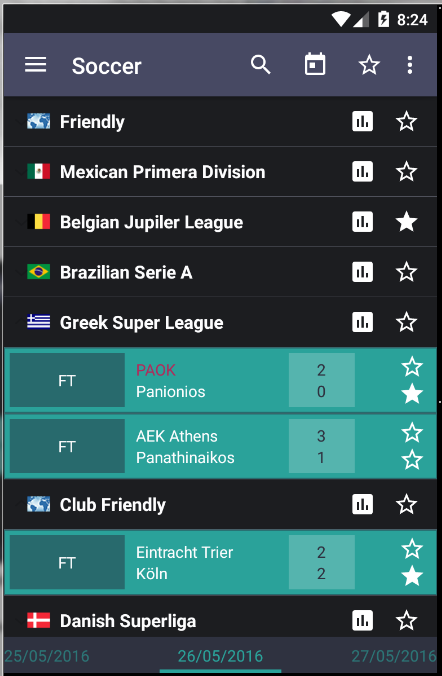 8:24
Soccer
Friendly
Mexican Primera Division
Belgian Jupiler League
Brazilian Serie A
Greek Super League
FT
PAOK 2
Panionios 0
FT
AEK Athens 3
Panathinaikos 1
Club Friendly
FT
Eintracht Trier 2
Köln 2
Danish Superliga
25/05/2016 26/05/2016 27/05/2016